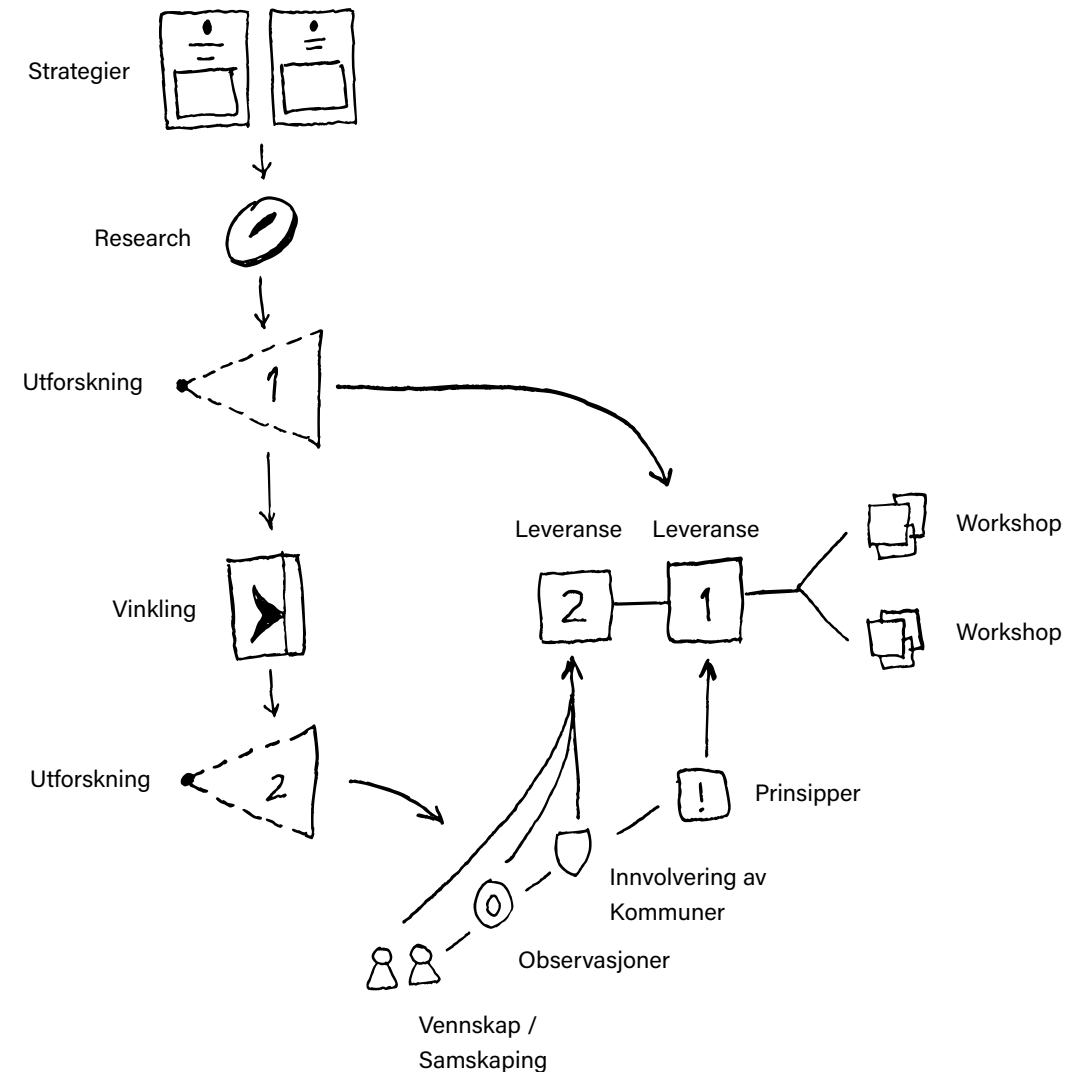 Strategier
Research
Utforskning
1
Leveranse
Leveranse
Workshop
2
1
Vinkling
Workshop
Utforskning
2
!
Prinsipper
Innvolvering av
Kommuner
0
Observasjoner
Vennskap /
Samskaping